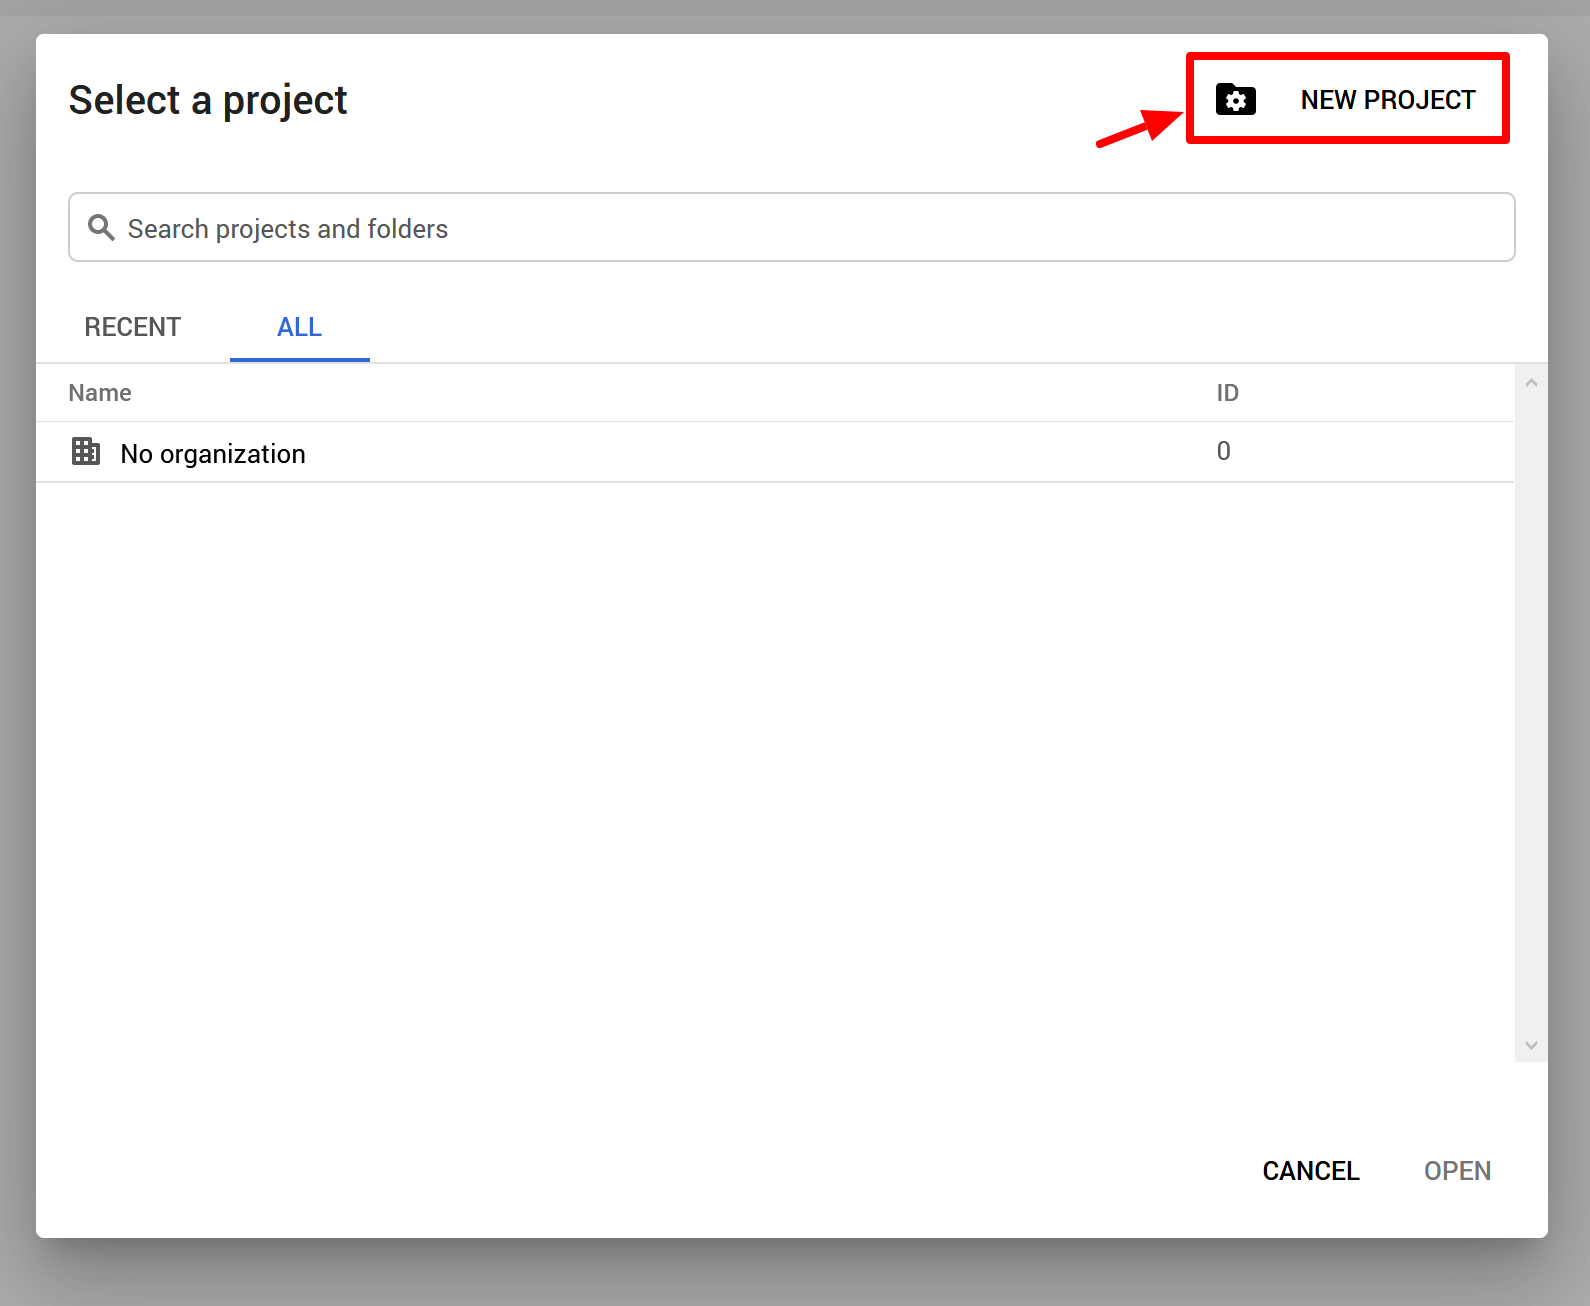 Select a project
NEW PROJECT
Search projects and folders
RECENT ALL
Name ID
No organization 0
CANCEL OPEN